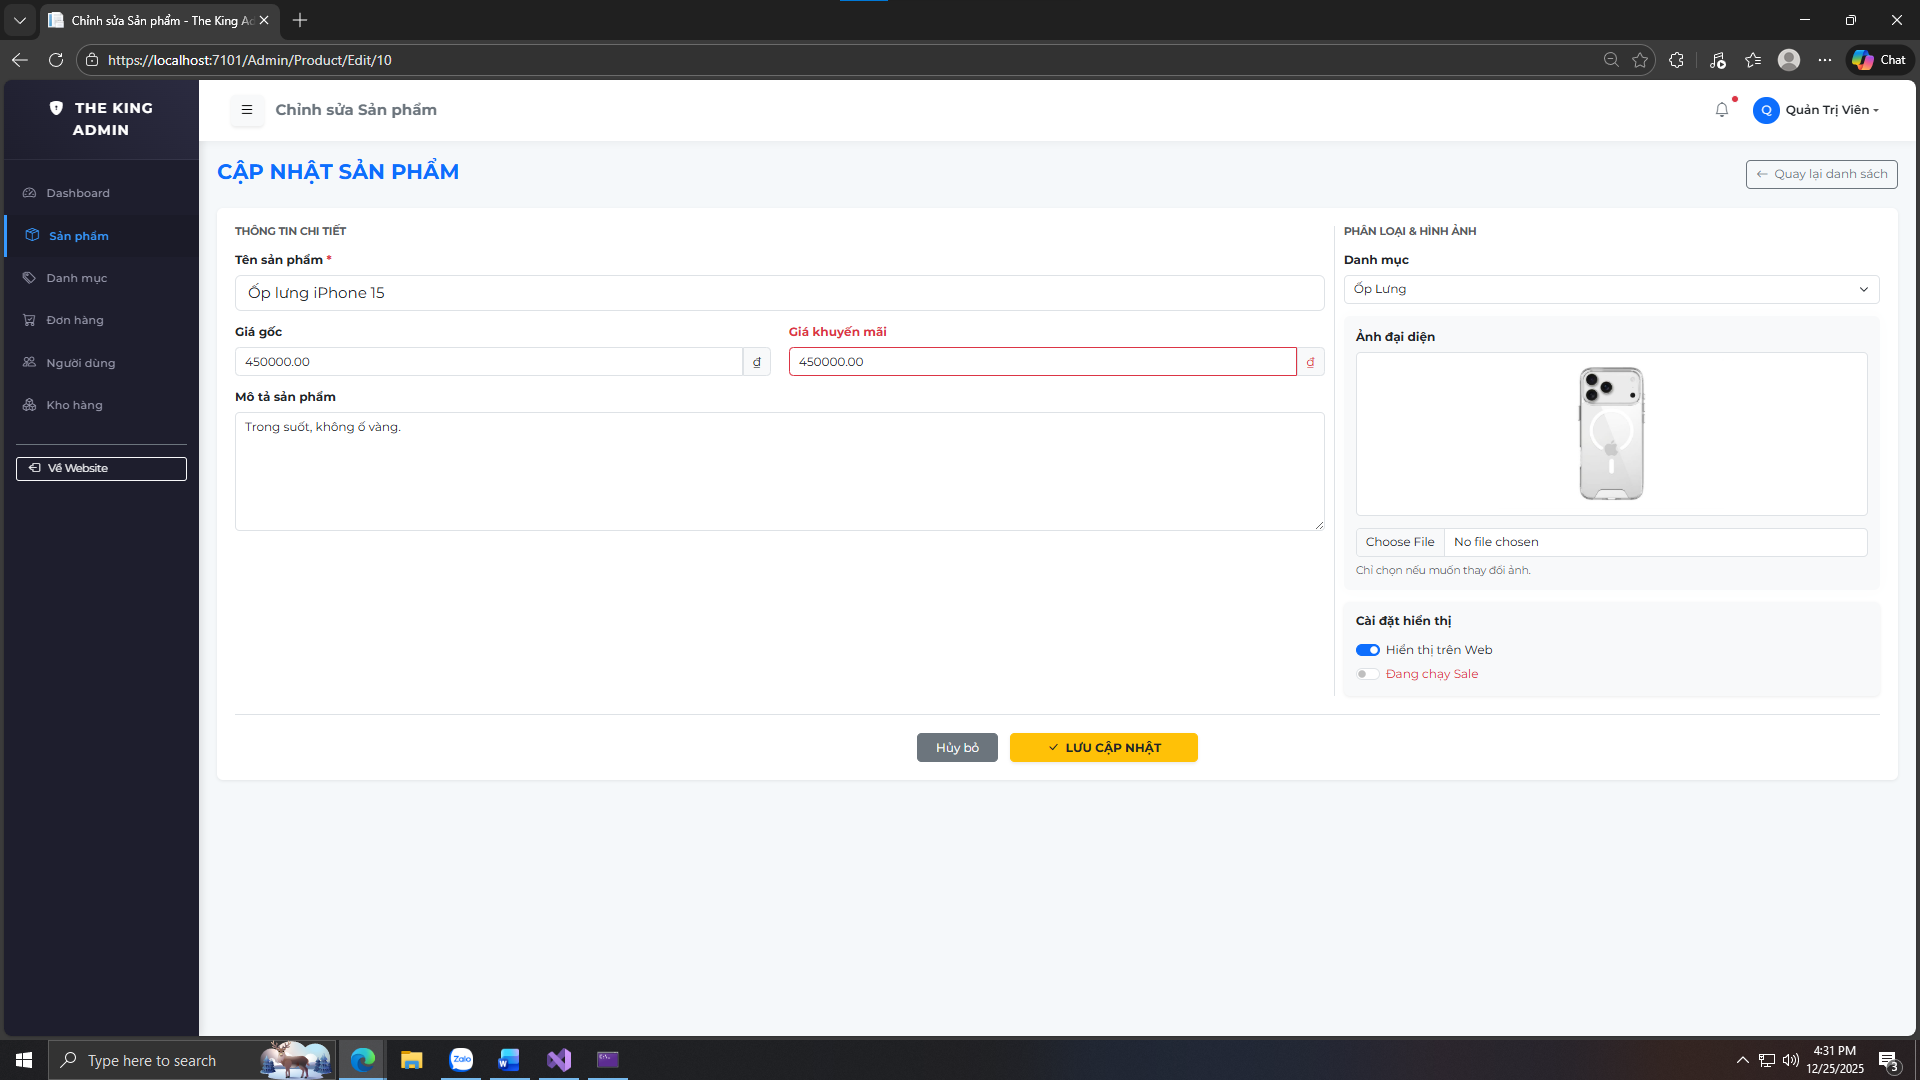 Chỉnh sửa Sản phẩm - The King Ad
https://localhost:7101/Admin/Product/Edit/10
Chat
THE KING
ADMIN
Chỉnh sửa Sản phẩm
Q
Quản Trị Viên
CẬP NHẬT SẢN PHẨM
Quay lại danh sách
Dashboard
Sản phẩm
Danh mục
Đơn hàng
Người dùng
Kho hàng
Về Website
THÔNG TIN CHI TIẾT
Tên sản phẩm *
Ốp lưng iPhone 15
Giá gốc
450000.00
₫
Giá khuyến mãi
450000.00
₫
Mô tả sản phẩm
Trong suốt, không ố vàng.
PHÂN LOẠI & HÌNH ẢNH
Danh mục
Ốp Lưng
Ảnh đại diện
Choose File
No file chosen
Chỉ chọn nếu muốn thay đổi ảnh.
Cài đặt hiển thị
Hiển thị trên Web
Đang chạy Sale
Hủy bỏ
LƯU CẬP NHẬT
Type here to search
Zalo
W
4:31 PM
12/25/2025
3